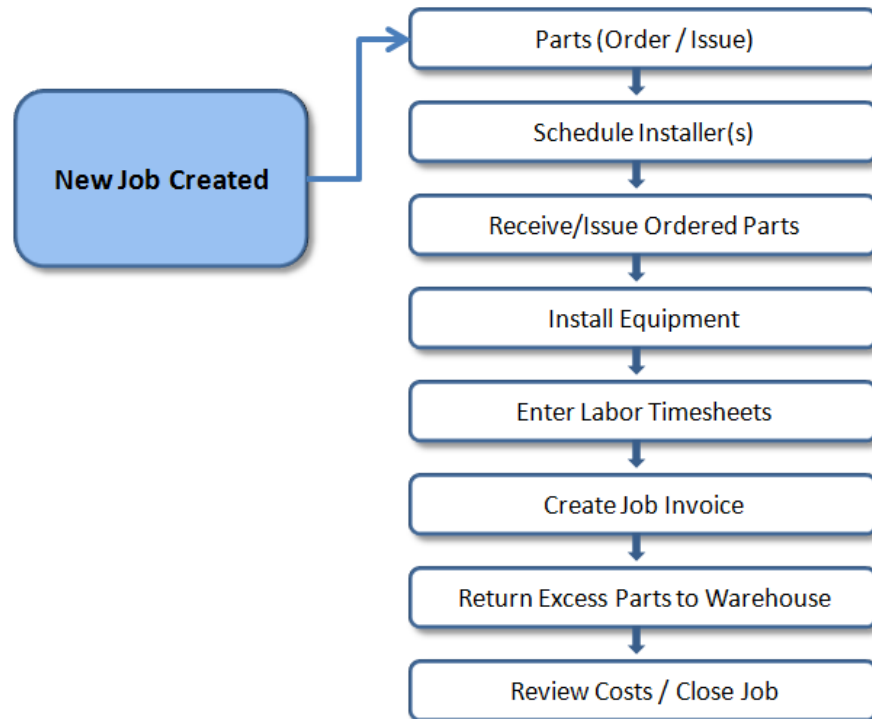 Parts (Order / Issue)
New Job Created
Schedule Installer(s)
Receive/Issue Ordered Parts
Install Equipment
Enter Labor Timesheets
Create Job Invoice
Return Excess Parts to Warehouse
Review Costs / Close Job